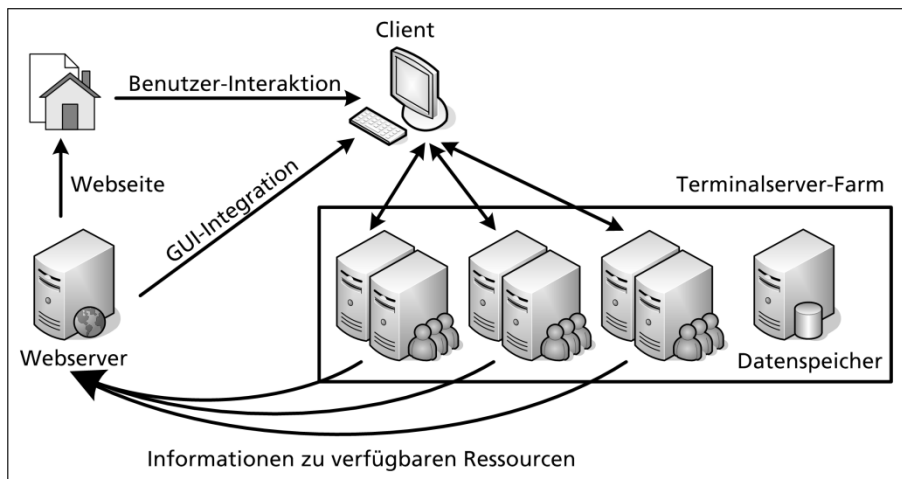 Client
Benutzer-Interaktion
Webseite
GUI-Integration
Terminalserver-Farm
Webserver
Datenspeicher
Informationen zu verfügbaren Ressourcen